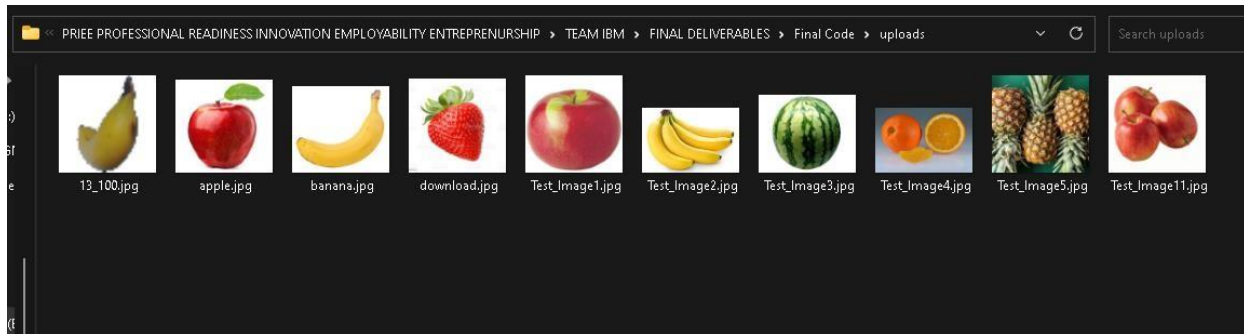 « PRIEE PROFESSIONAL READINESS INNOVATION EMPLOYABILITY ENTREPRENURSHIP > TEAM IBM > FINAL DELIVERABLES > Final Code > uploads Search uploads
13_100.jpg apple.jpg banana.jpg download.jpg Test_Image1.jpg Test_Image2.jpg Test_Image3.jpg Test_Image4.jpg Test_Image5.jpg Test_Image11.jpg